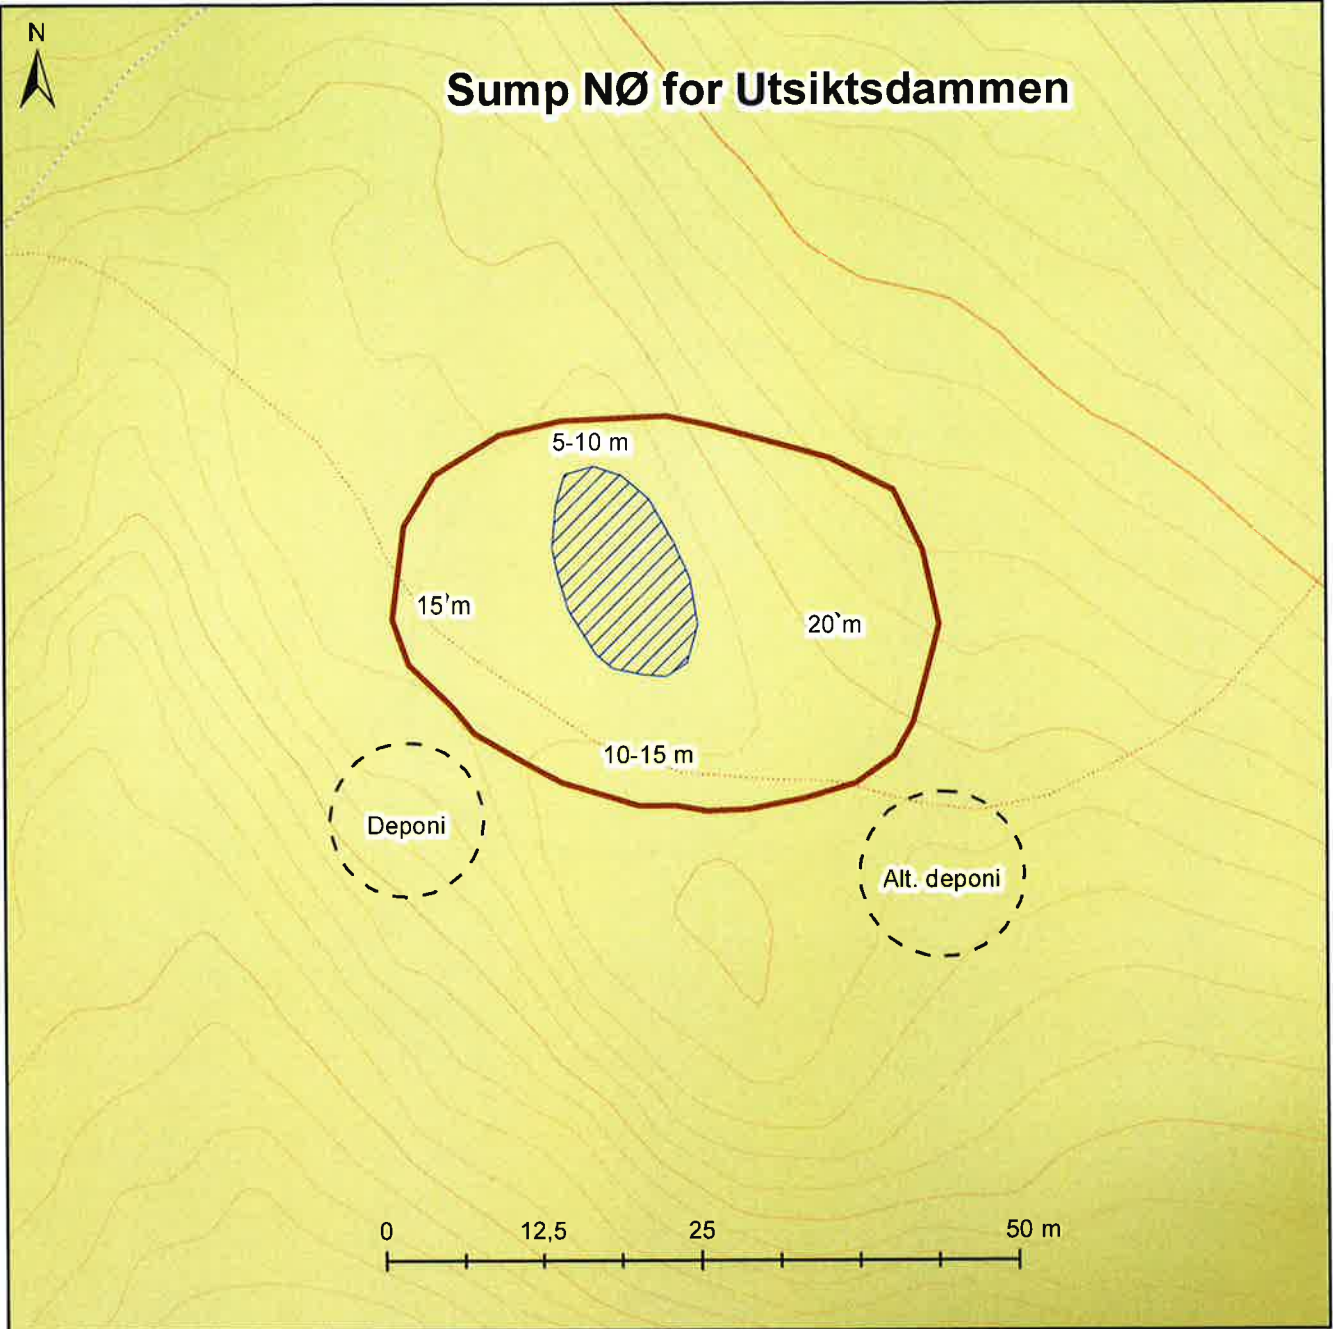 N
Sump NØ for Utsiktsdammen
5-10 m
15 m
20 m
10-15 m
Deponi
Alt. deponi
0 12,5 25 50 m